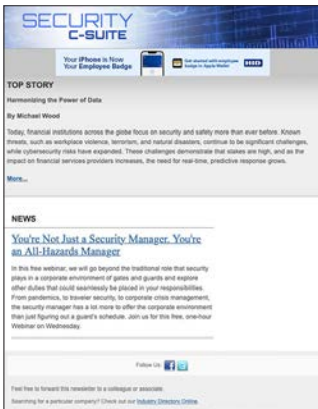 SECURITY
C-SUITE
Your iPhone is Now
Your Employee Badge
Get started with employee
badge in Apple Wallet
HID
TOP STORY
Harmonizing the Power of Data
By Michael Wood
Today, financial institutions across the globe focus on security and safety more than ever before. Known
threats, such as workplace violence, terrorism, and natural disasters, continue to be significant challenges,
while cybersecurity risks have expanded. These challenges demonstrate that stakes are high, and as the
impact on financial services providers increases, the need for real-time, predictive response grows.
More...
NEWS
You're Not Just a Security Manager, You're
an All-Hazards Manager
In this free webinar, we will go beyond the traditional role that security
plays in a corporate environment of gates and guards and explore
other duties that could seamlessly be placed in your responsibilities.
From pandemics, to traveler security, to corporate crisis management,
the security manager has a lot more to offer the corporate environment
than just figuring out a guard's schedule. Join us for this free, one-hour
Webinar on Wednesday.
Follow Us
Feel free to forward this newsletter to a colleague or associate.
Searching for a particular company? Check out our Industry Directory Online.